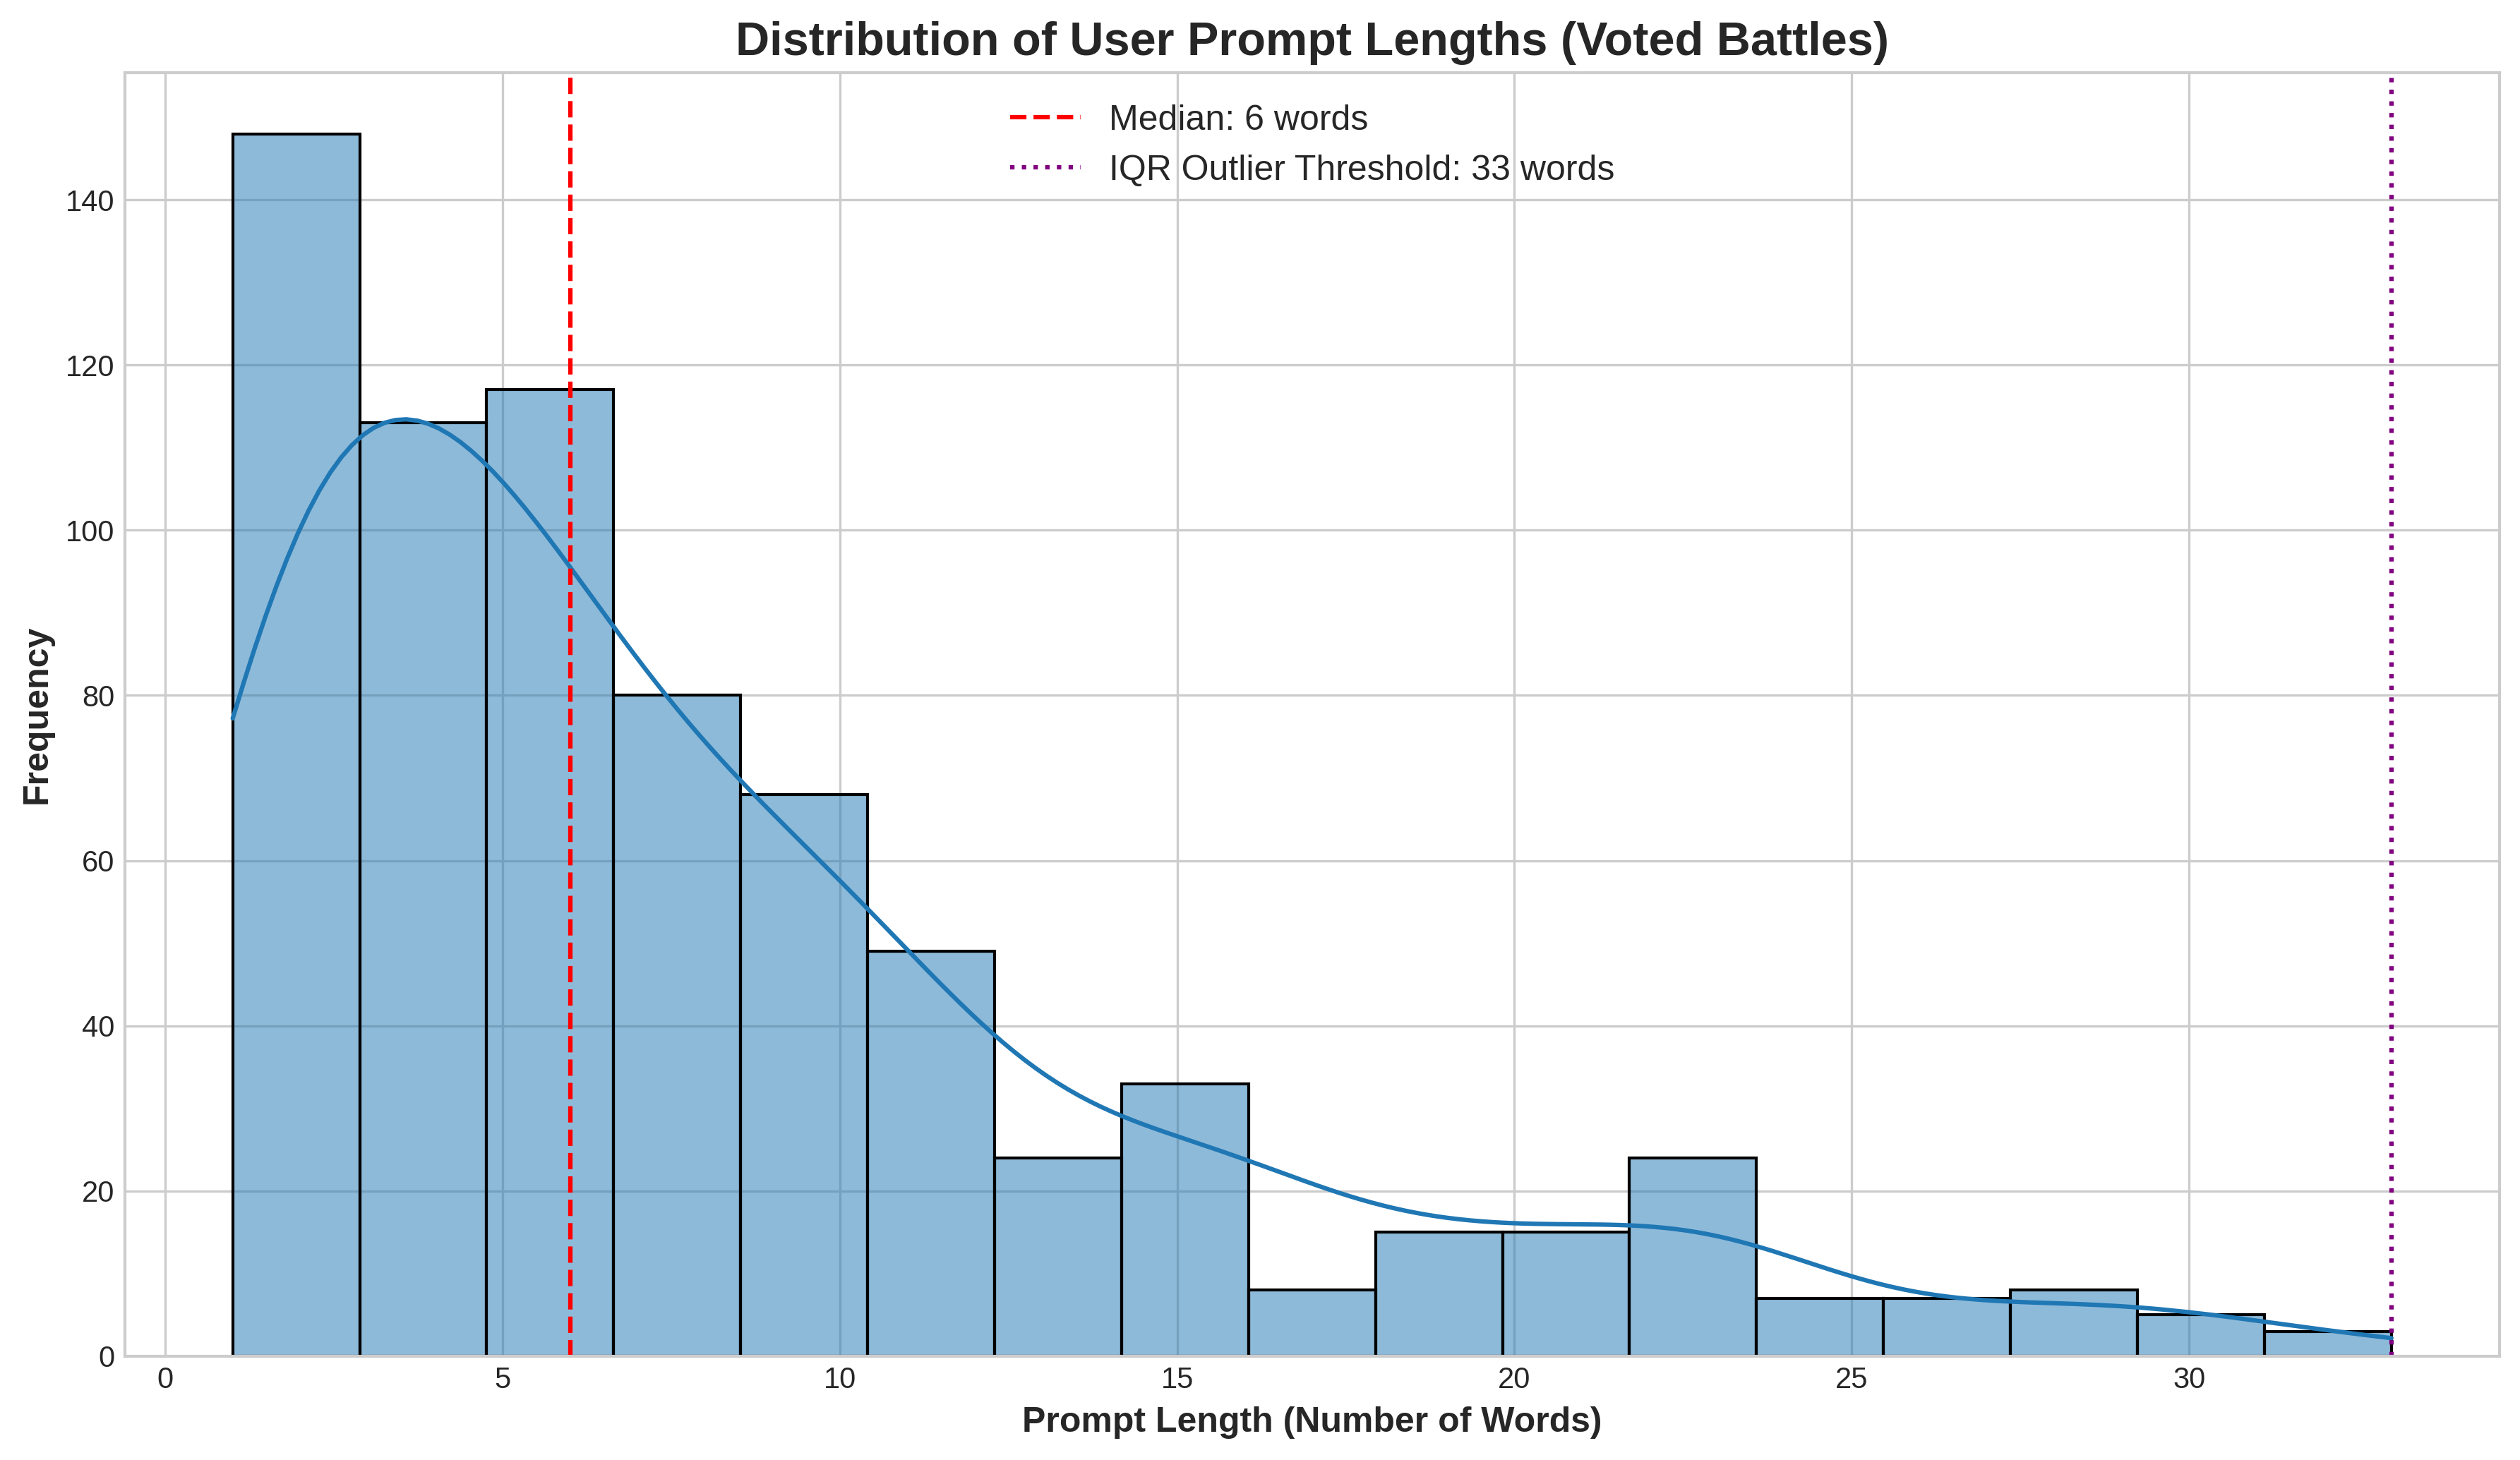 Distribution of User Prompt Lengths (Voted Battles)
Median: 6 words
IQR Outlier Threshold: 33 words
Frequency
140
120
100
80
60
40
20
0
0 5 10 15 20 25 30
Prompt Length (Number of Words)